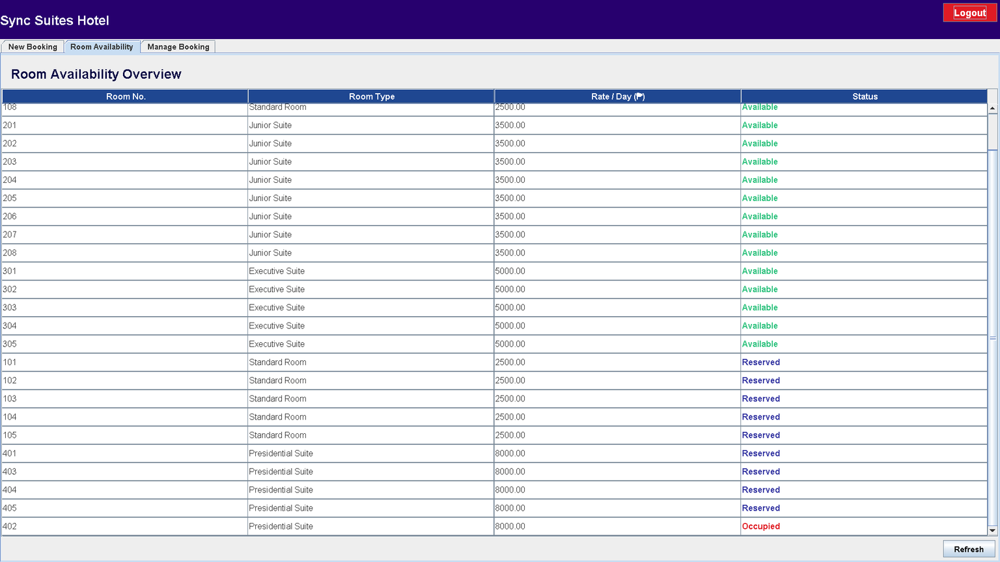 Sync Suites Hotel
Logout
New Booking Room Availability Manage Booking
Room Availability Overview
Room No. Room Type Rate / Day (⚑) Status
108 Standard Room 2500.00 Available
201 Junior Suite 3500.00 Available
202 Junior Suite 3500.00 Available
203 Junior Suite 3500.00 Available
204 Junior Suite 3500.00 Available
205 Junior Suite 3500.00 Available
206 Junior Suite 3500.00 Available
207 Junior Suite 3500.00 Available
208 Junior Suite 3500.00 Available
301 Executive Suite 5000.00 Available
302 Executive Suite 5000.00 Available
303 Executive Suite 5000.00 Available
304 Executive Suite 5000.00 Available
305 Executive Suite 5000.00 Available
101 Standard Room 2500.00 Reserved
102 Standard Room 2500.00 Reserved
103 Standard Room 2500.00 Reserved
104 Standard Room 2500.00 Reserved
105 Standard Room 2500.00 Reserved
401 Presidential Suite 8000.00 Reserved
403 Presidential Suite 8000.00 Reserved
404 Presidential Suite 8000.00 Reserved
405 Presidential Suite 8000.00 Reserved
402 Presidential Suite 8000.00 Occupied
Refresh